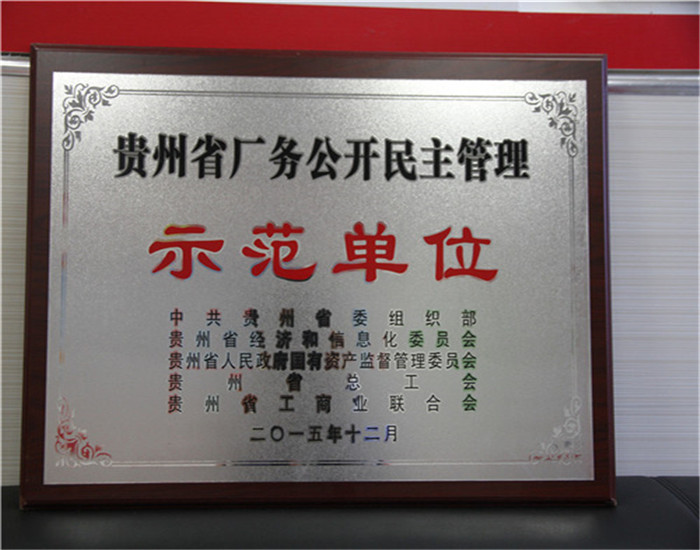 贵州省厂务公开民主管理
示范单位
中共贵州省委组织部
贵州省经济和信息化委员会
贵州省人民政府国有资产监督管理委员会
贵州省总工会
贵州省工商业联合会
二〇一五年十二月